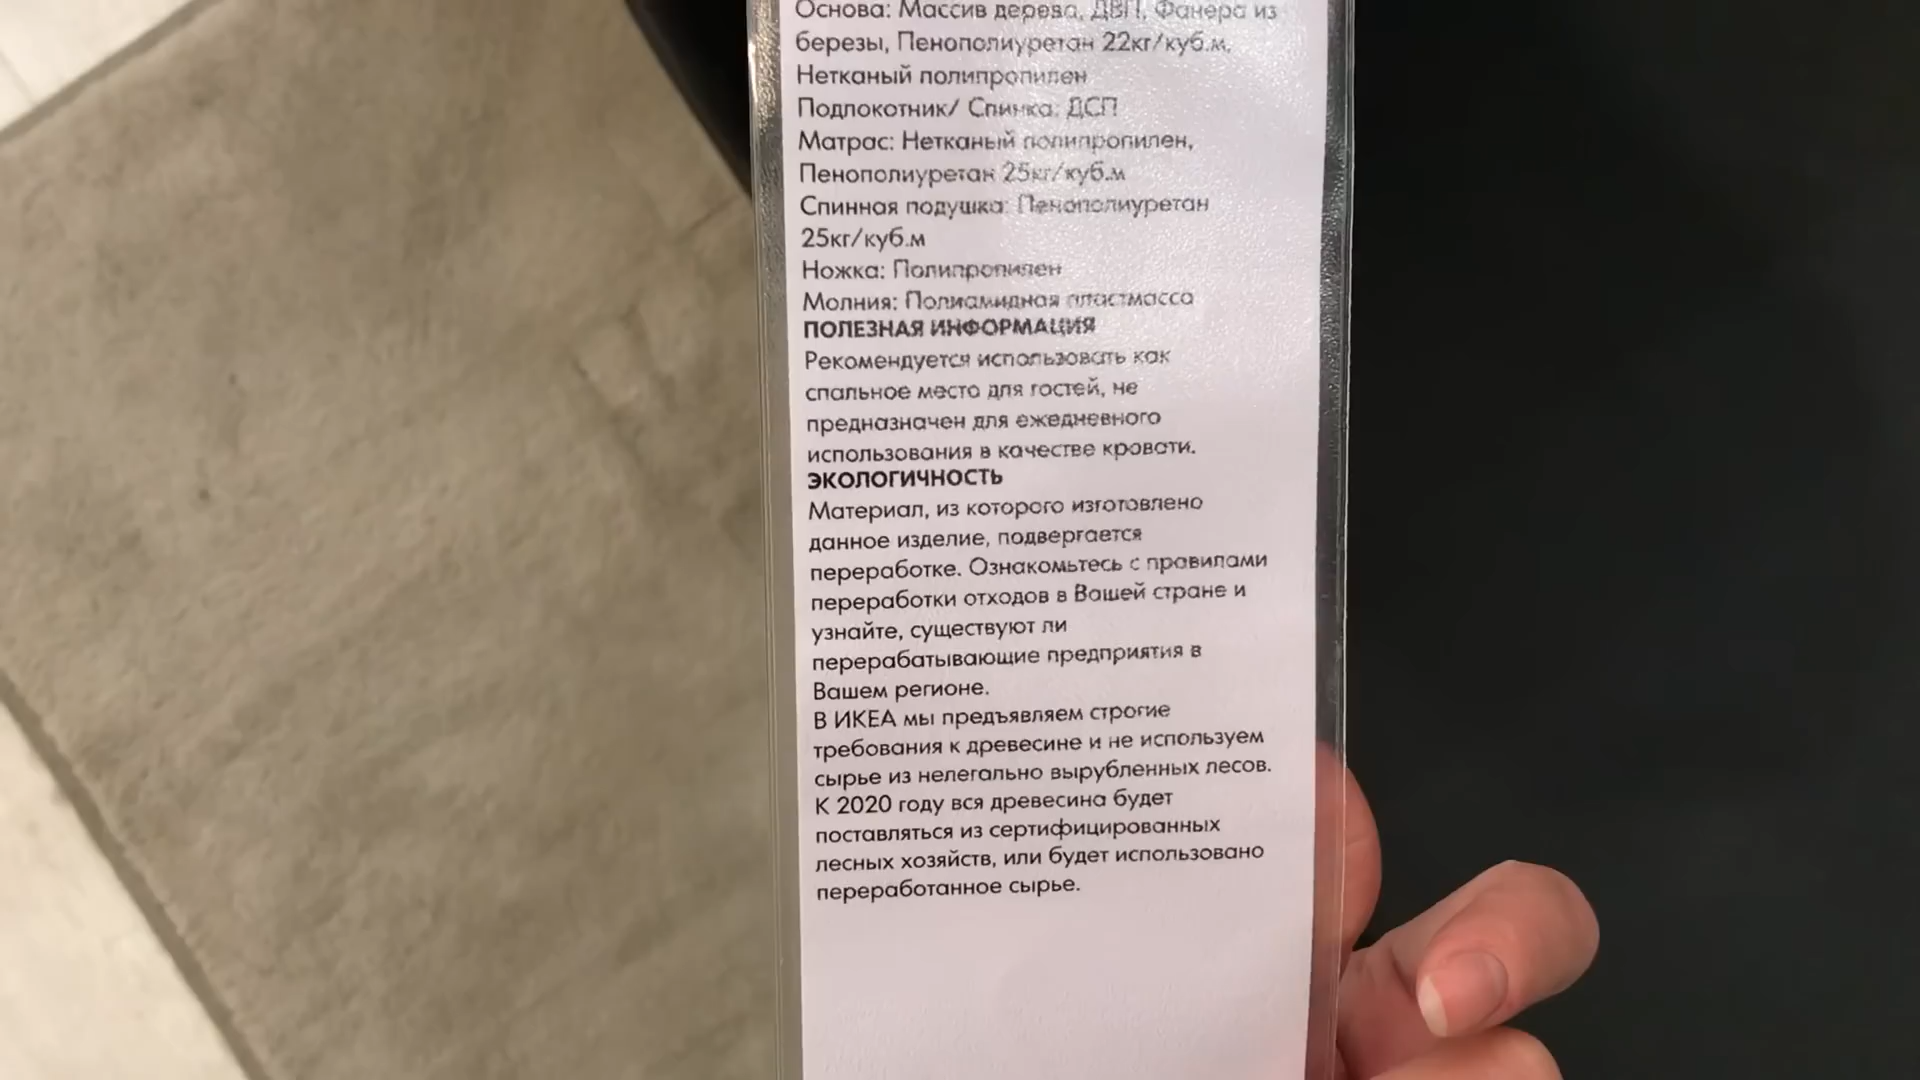 Основа: Массив дерева, ДВП, Фанера из
березы, Пенополиуретан 22кг/куб.м,
Нетканый полипропилен
Подлокотник/ Спинка: ДСП
Матрас: Нетканый полипропилен,
Пенополиуретан 25кг/куб.м
Спинная подушка: Пенополиуретан
25кг/куб.м
Ножка: Полипропилен
Молния: Полиамидная пластмасса
ПОЛЕЗНАЯ ИНФОРМАЦИЯ
Рекомендуется использовать как
спальное место для гостей, не
предназначен для ежедневного
использования в качестве кровати.
ЭКОЛОГИЧНОСТЬ
Материал, из которого изготовлено
данное изделие, подвергается
переработке. Ознакомьтесь с правилами
переработки отходов в Вашей стране и
узнайте, существуют ли
перерабатывающие предприятия в
Вашем регионе.
В ИКЕА мы предъявляем строгие
требования к древесине и не используем
сырье из нелегально вырубленных лесов.
К 2020 году вся древесина будет
поставляться из сертифицированных
лесных хозяйств, или будет использовано
переработанное сырье.